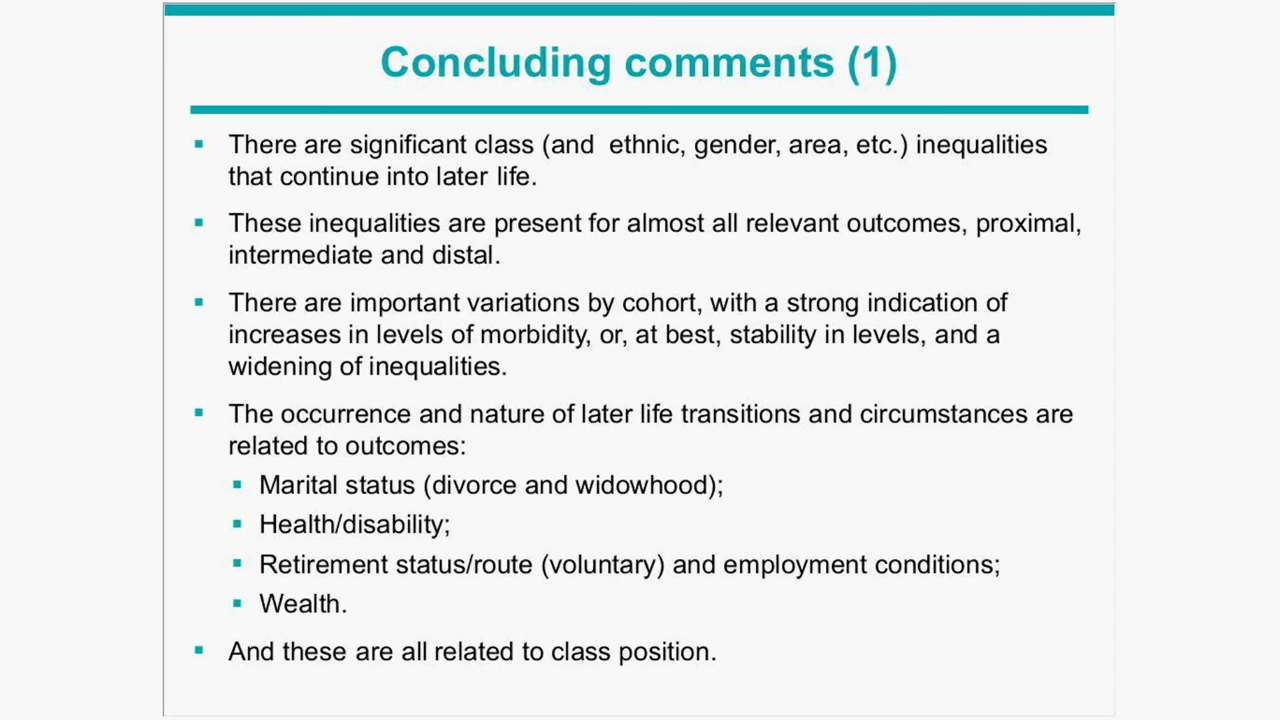 Concluding comments (1)
▪ There are significant class (and  ethnic, gender, area, etc.) inequalities
that continue into later life.
▪ These inequalities are present for almost all relevant outcomes, proximal,
intermediate and distal.
▪ There are important variations by cohort, with a strong indication of
increases in levels of morbidity, or, at best, stability in levels, and a
widening of inequalities.
▪ The occurrence and nature of later life transitions and circumstances are
related to outcomes:
▪ Marital status (divorce and widowhood);
▪ Health/disability;
▪ Retirement status/route (voluntary) and employment conditions;
▪ Wealth.
▪ And these are all related to class position.